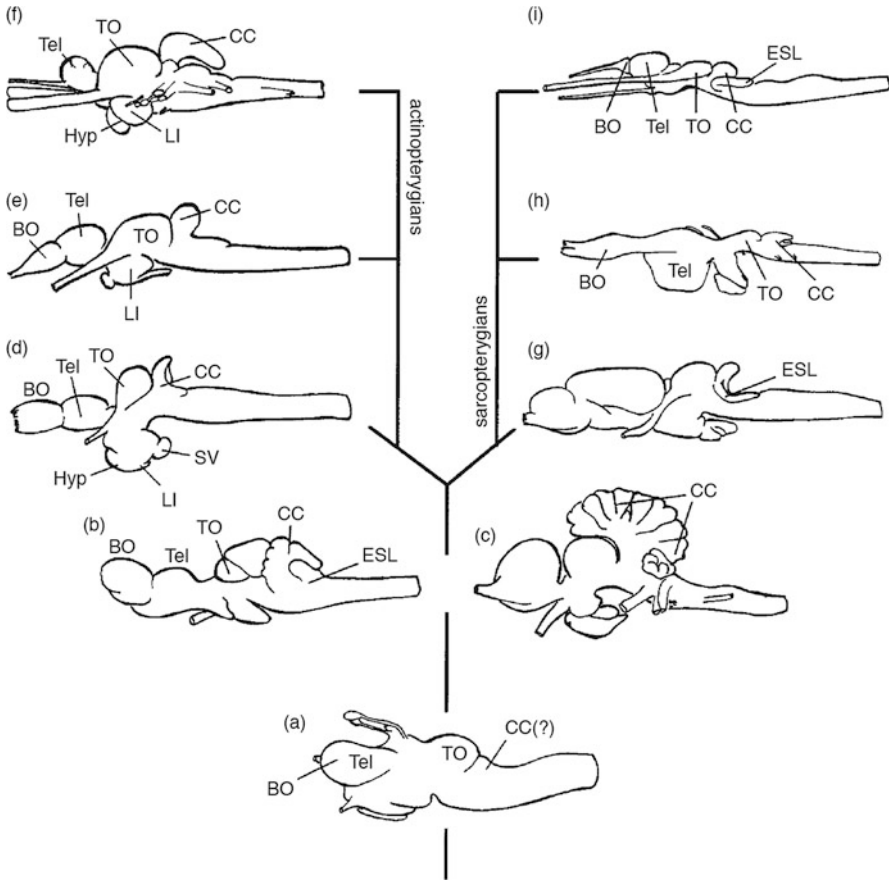 (f)
Tel
TO
CC
Hyp
LI
(i)
ESL
BO
Tel
TO
CC
actinopterygians
(e)
BO
Tel
TO
CC
LI
(h)
BO
Tel
TO
CC
sarcopterygians
(d)
BO
Tel
TO
CC
Hyp
LI
SV
(g)
ESL
(b)
BO
Tel
TO
CC
ESL
(c)
CC
(a)
BO
Tel
TO
CC(?)